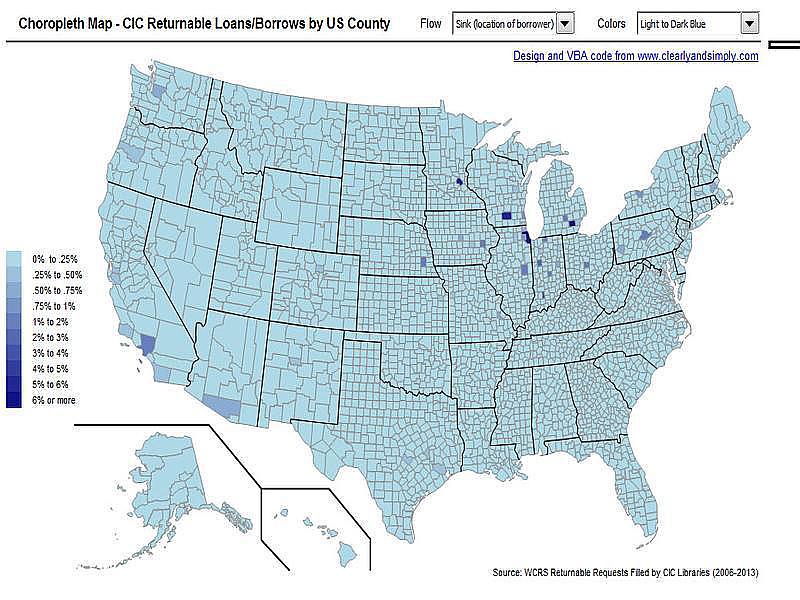 Choropleth Map - CIC Returnable Loans/Borrows by US County Flow Sink (location of borrower) Colors Light to Dark Blue
Design and VBA code from www.clearlyandsimply.com
0% to .25%
.25% to .50%
.50% to .75%
.75% to 1%
1% to 2%
2% to 3%
3% to 4%
4% to 5%
5% to 6%
6% or more
Source: WCRS Returnable Requests Filled by CIC Libraries (2006-2013)